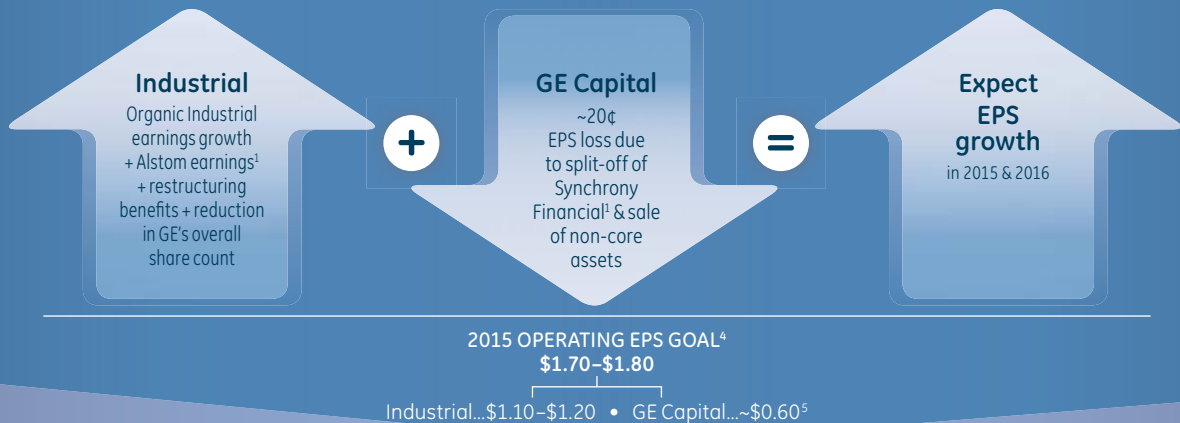 Industrial
Organic Industrial
earnings growth
+ Alstom earnings¹
+ restructuring
benefits + reduction
in GE's overall
share count
+
GE Capital
~20¢
EPS loss due
to split-off of
Synchrony
Financial¹ & sale
of non-core
assets
=
Expect
EPS
growth
in 2015 & 2016
2015 OPERATING EPS GOAL⁴
$1.70–$1.80
Industrial...$1.10–$1.20 • GE Capital...~$0.60⁵